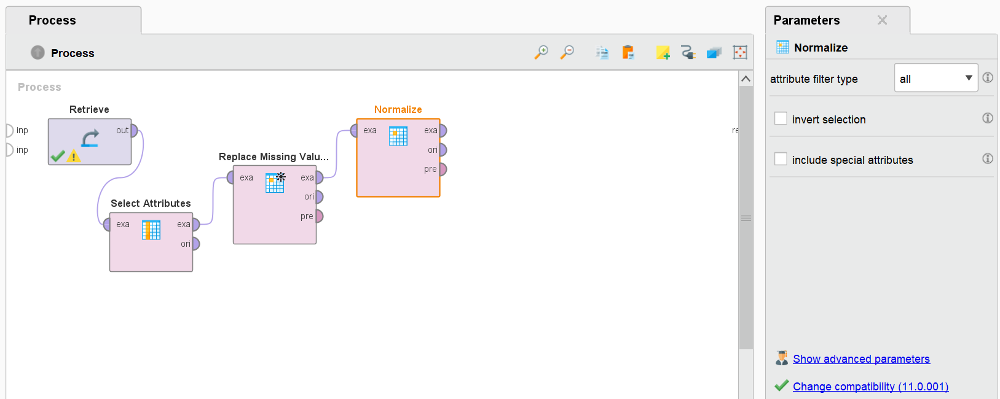 Process
Process
Process
Retrieve
inp
inp
out
Select Attributes
exa
exa
ori
Replace Missing Valu...
exa
exa
ori
pre
Normalize
exa
exa
ori
pre
re
Parameters
Normalize
attribute filter type
all
invert selection
include special attributes
Show advanced parameters
Change compatibility (11.0.001)